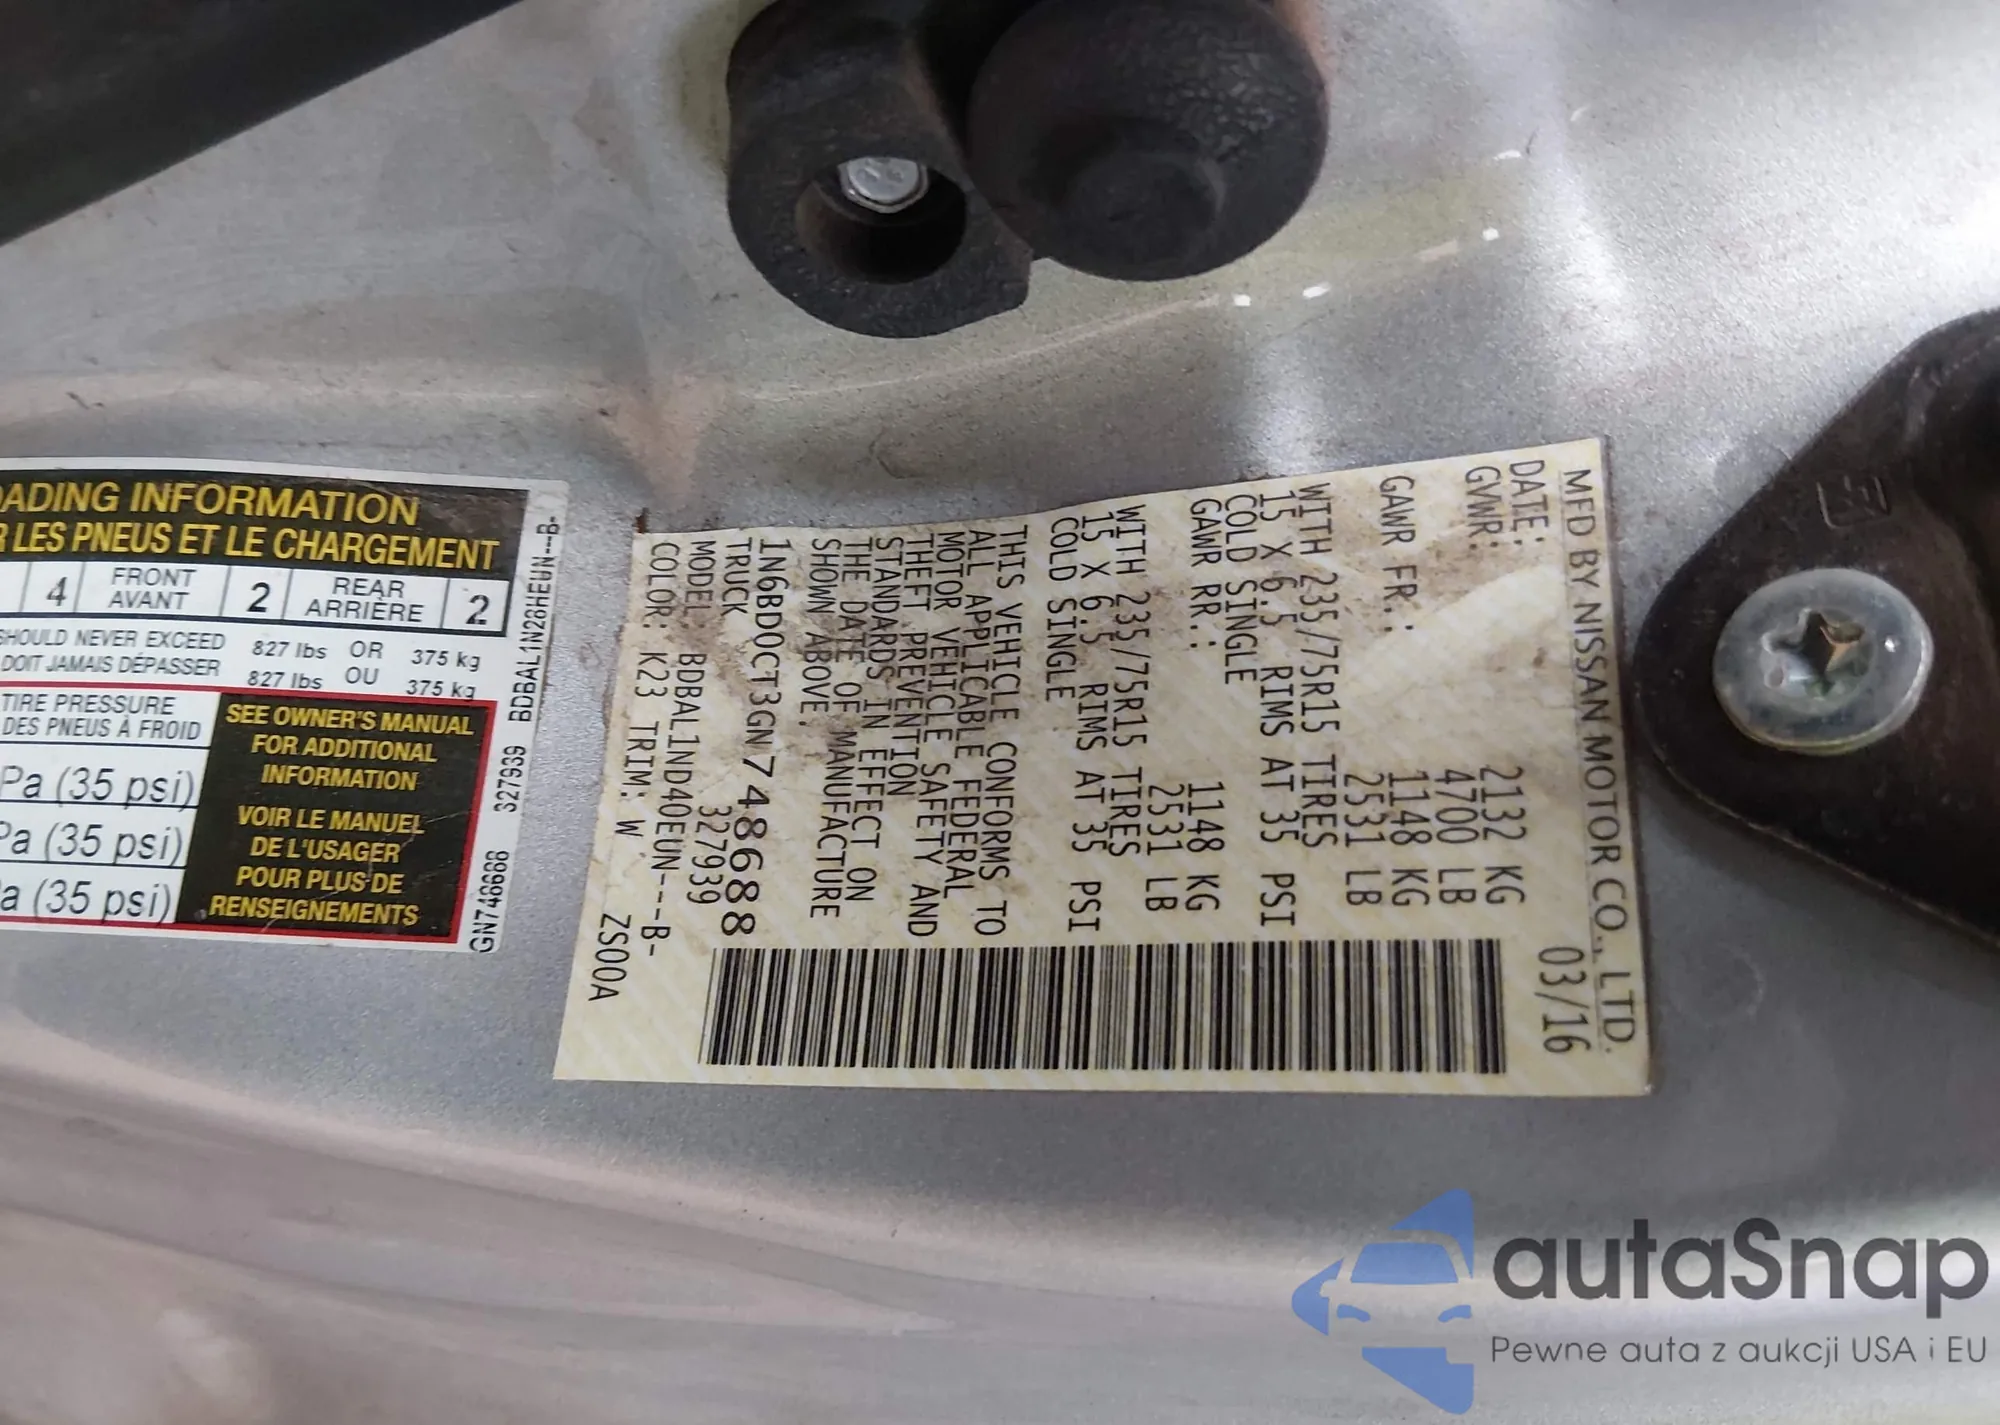 OADING INFORMATION
R LES PNEUS ET LE CHARGEMENT
4 FRONT AVANT 2 REAR ARRIÈRE 2
SHOULD NEVER EXCEED 827 lbs OR 375 kg
DOIT JAMAIS DÉPASSER 827 lbs OU 375 kg
TIRE PRESSURE
DES PNEUS À FROID
Pa (35 psi)
Pa (35 psi)
a (35 psi)
SEE OWNER'S MANUAL
FOR ADDITIONAL
INFORMATION
VOIR LE MANUEL
DE L'USAGER
POUR PLUS DE
RENSEIGNEMENTS
GN748688 327939 BDBAL1N28HEUN--B-
MFD BY NISSAN MOTOR CO., LTD.
DATE: 03/16
GVWR: 2132 KG
4700 LB
GAWR FR.: 1148 KG
2531 LB
WITH 235/75R15 TIRES
15 X 6.5 RIMS AT 35 PSI
COLD SINGLE
GAWR RR.: 1148 KG
2531 LB
WITH 235/75R15 TIRES
15 X 6.5 RIMS AT 35 PSI
COLD SINGLE
THIS VEHICLE CONFORMS TO
ALL APPLICABLE FEDERAL
MOTOR VEHICLE SAFETY AND
THEFT PREVENTION
STANDARDS IN EFFECT ON
THE DATE OF MANUFACTURE
SHOWN ABOVE.
1N6BD0CT3GN748688
TRUCK 327939
MODEL: BDBAL1ND40EUN---B-
COLOR: K23 TRIM: W ZS00A
autaSnap
Pewne auta z aukcji USA i EU